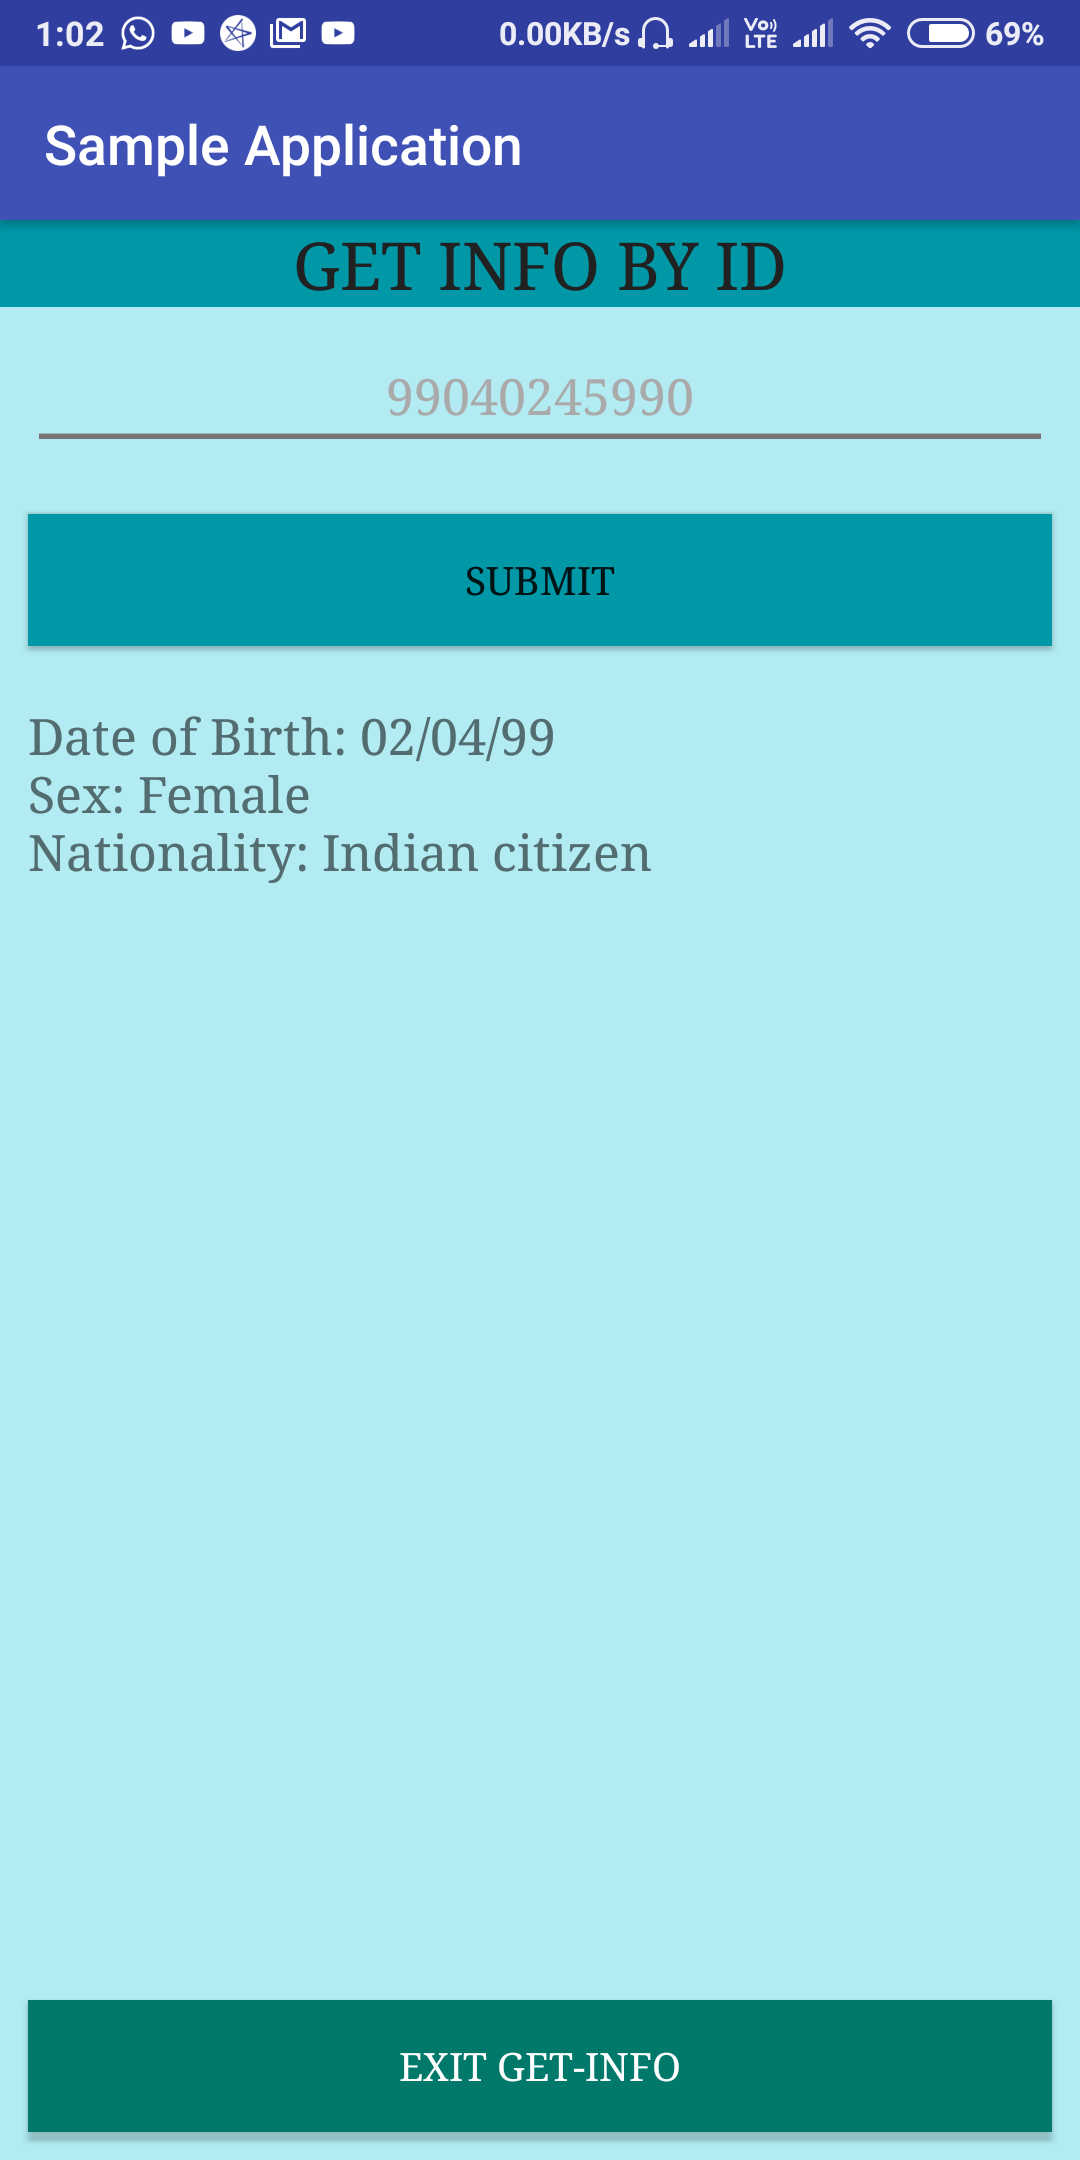 1:02 0.00KB/s Vo LTE 69%
Sample Application
GET INFO BY ID
99040245990
SUBMIT
Date of Birth: 02/04/99
Sex: Female
Nationality: Indian citizen
EXIT GET-INFO